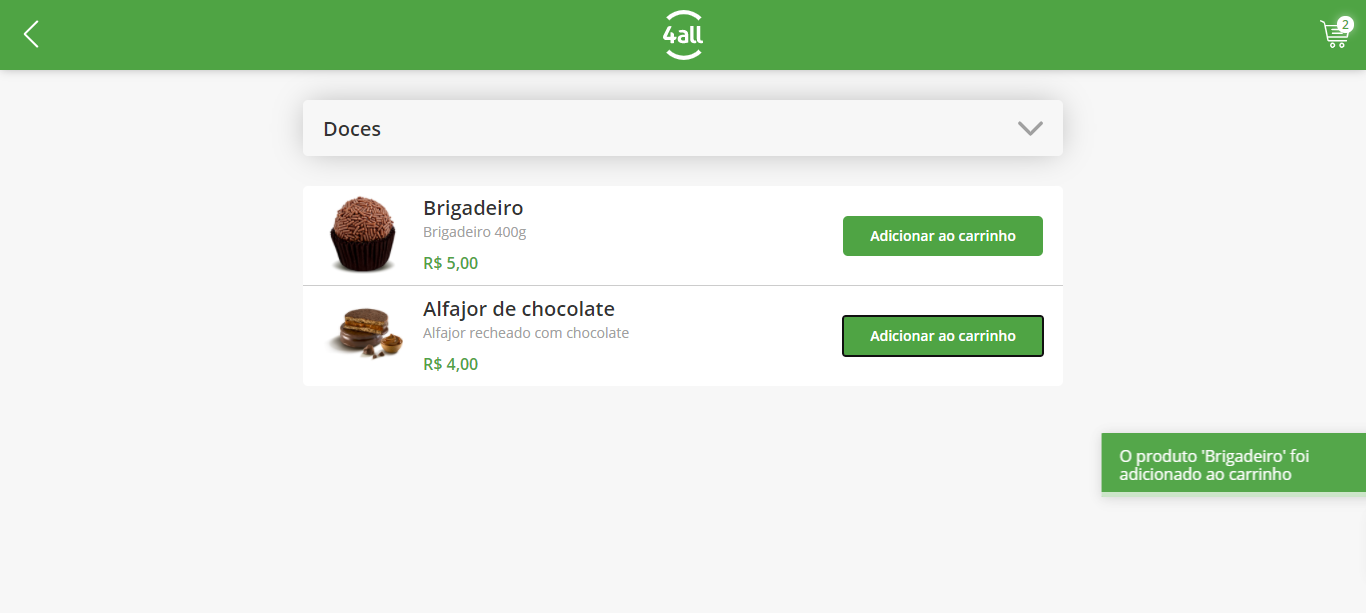 4all
2
Doces
Brigadeiro
Brigadeiro 400g
R$ 5,00
Adicionar ao carrinho
Alfajor de chocolate
Alfajor recheado com chocolate
R$ 4,00
Adicionar ao carrinho
O produto 'Brigadeiro' foi
adicionado ao carrinho